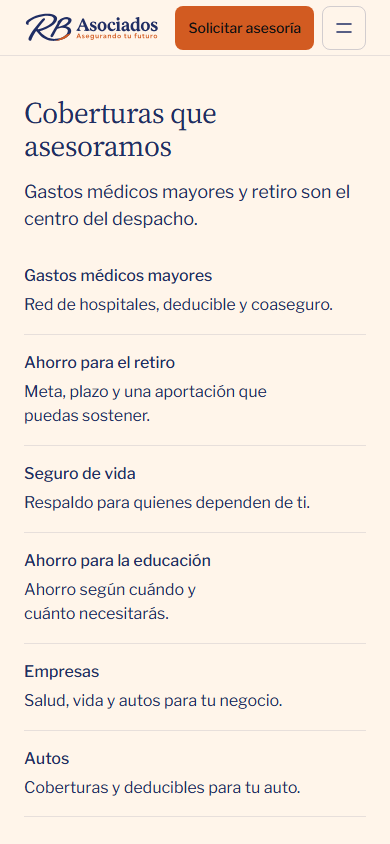 RB Asociados
Asegurando tu futuro
Solicitar asesoría
Coberturas que
asesoramos
Gastos médicos mayores y retiro son el
centro del despacho.
Gastos médicos mayores
Red de hospitales, deducible y coaseguro.
Ahorro para el retiro
Meta, plazo y una aportación que
puedas sostener.
Seguro de vida
Respaldo para quienes dependen de ti.
Ahorro para la educación
Ahorro según cuándo y
cuánto necesitarás.
Empresas
Salud, vida y autos para tu negocio.
Autos
Coberturas y deducibles para tu auto.